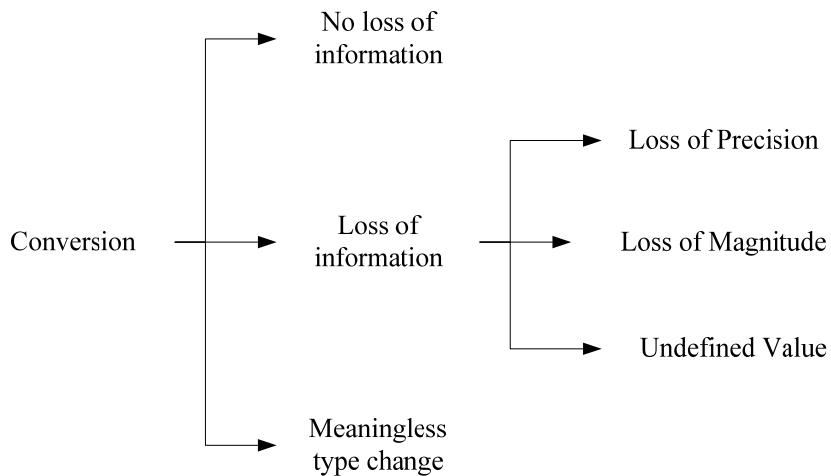 No loss of
information
Loss of Precision
Conversion
Loss of
information
Loss of Magnitude
Undefined Value
Meaningless
type change